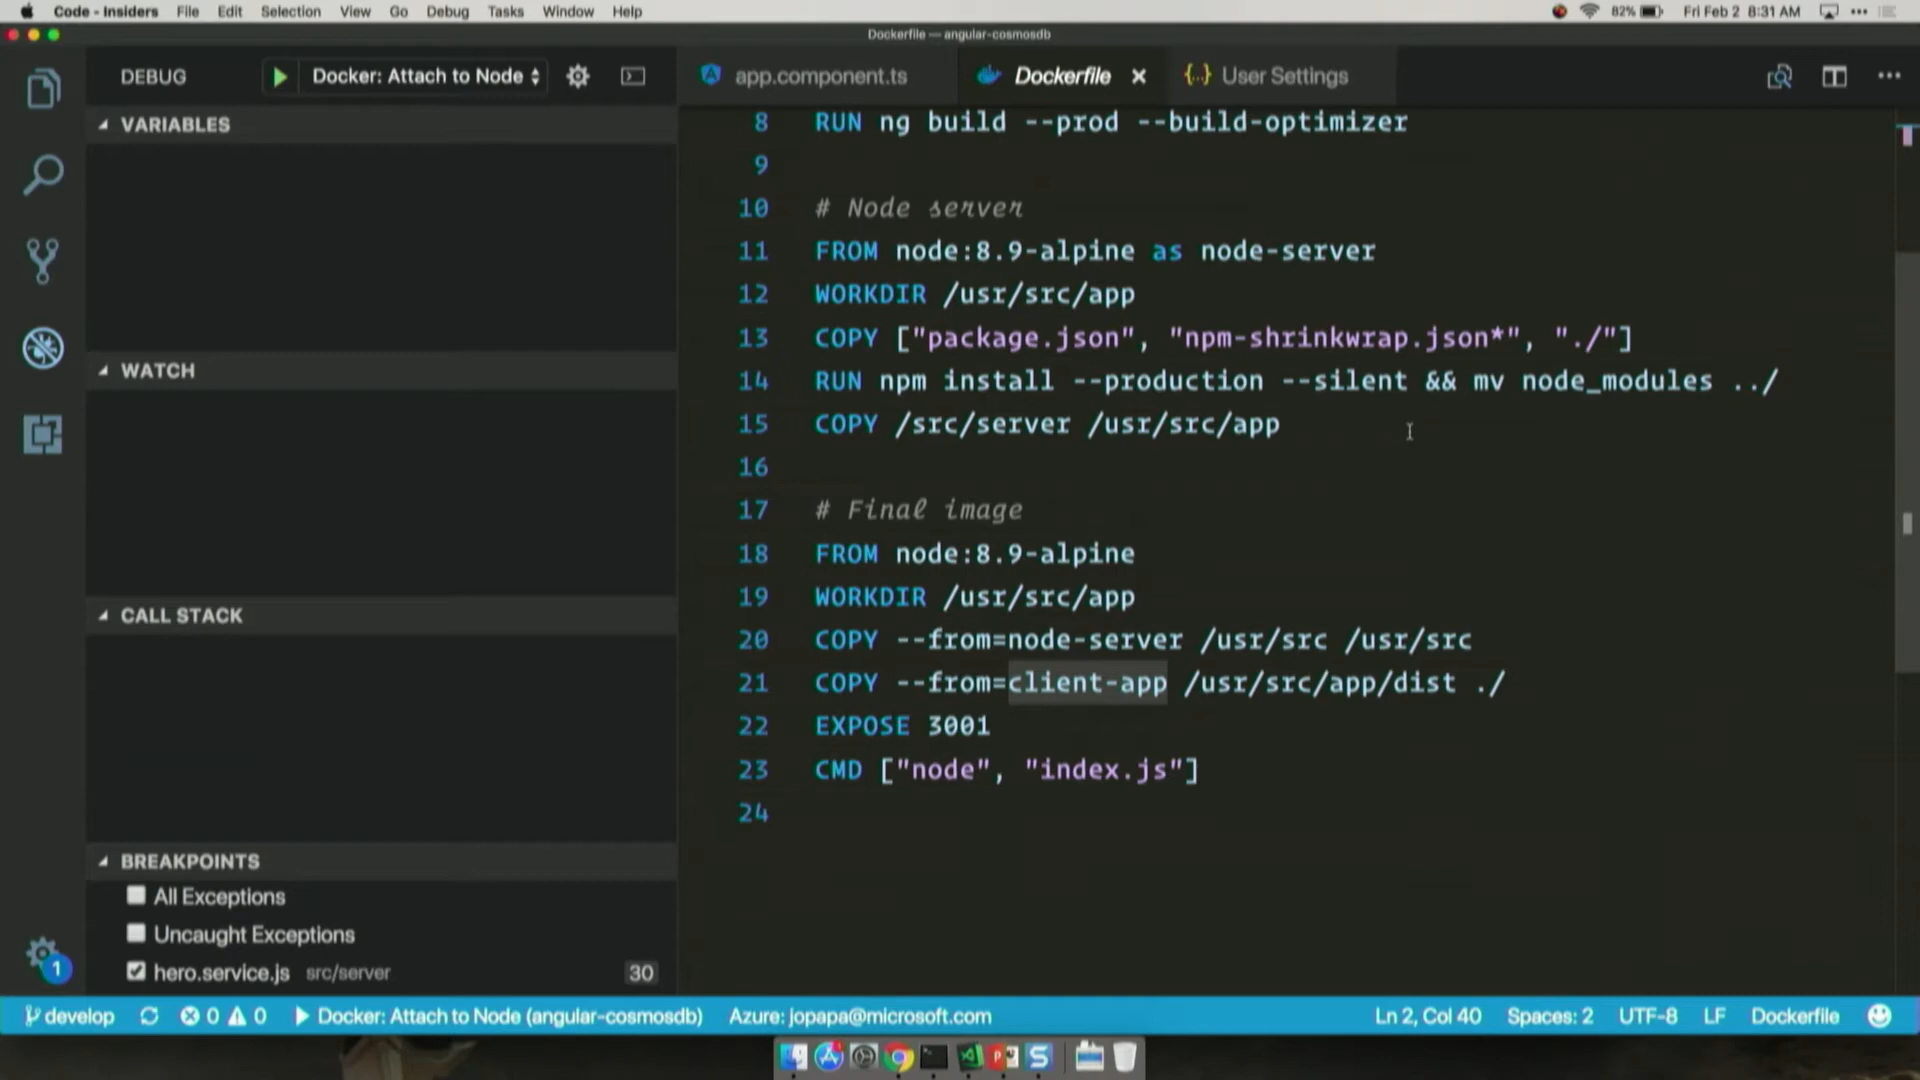 Code - Insiders File Edit Selection View Go Debug Tasks Window Help 82% Fri Feb 2 8:31 AM
Dockerfile — angular-cosmosdb
DEBUG Docker: Attach to Node
app.component.ts Dockerfile {..} User Settings
VARIABLES
WATCH
CALL STACK
BREAKPOINTS
All Exceptions
Uncaught Exceptions
hero.service.js src/server 30
8 RUN ng build --prod --build-optimizer
9
10 # Node server
11 FROM node:8.9-alpine as node-server
12 WORKDIR /usr/src/app
13 COPY ["package.json", "npm-shrinkwrap.json*", "./"]
14 RUN npm install --production --silent && mv node_modules ../
15 COPY /src/server /usr/src/app
16
17 # Final image
18 FROM node:8.9-alpine
19 WORKDIR /usr/src/app
20 COPY --from=node-server /usr/src /usr/src
21 COPY --from=client-app /usr/src/app/dist ./
22 EXPOSE 3001
23 CMD ["node", "index.js"]
24
1
develop 0 0 Docker: Attach to Node (angular-cosmosdb) Azure: jopapa@microsoft.com Ln 2, Col 40 Spaces: 2 UTF-8 LF Dockerfile